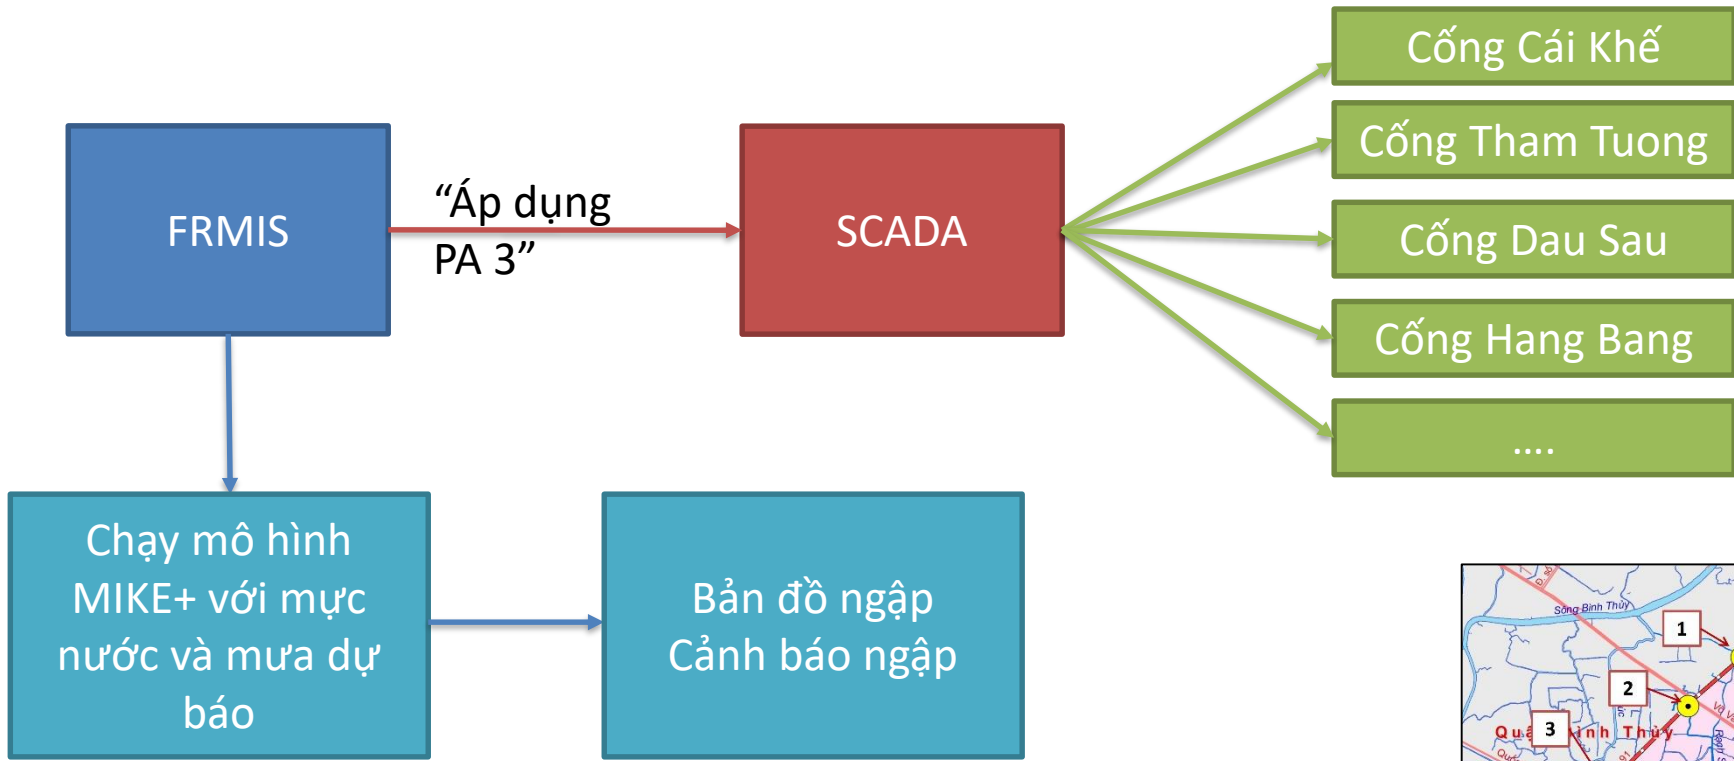 Cống Cái Khế
Cống Tham Tuong
Cống Dau Sau
Cống Hang Bang
....
FRMIS
“Áp dụng
PA 3”
SCADA
Chạy mô hình
MIKE+ với mực
nước và mưa dự
báo
Bản đồ ngập
Cảnh báo ngập
Sông Bình Thủy
1
2
3